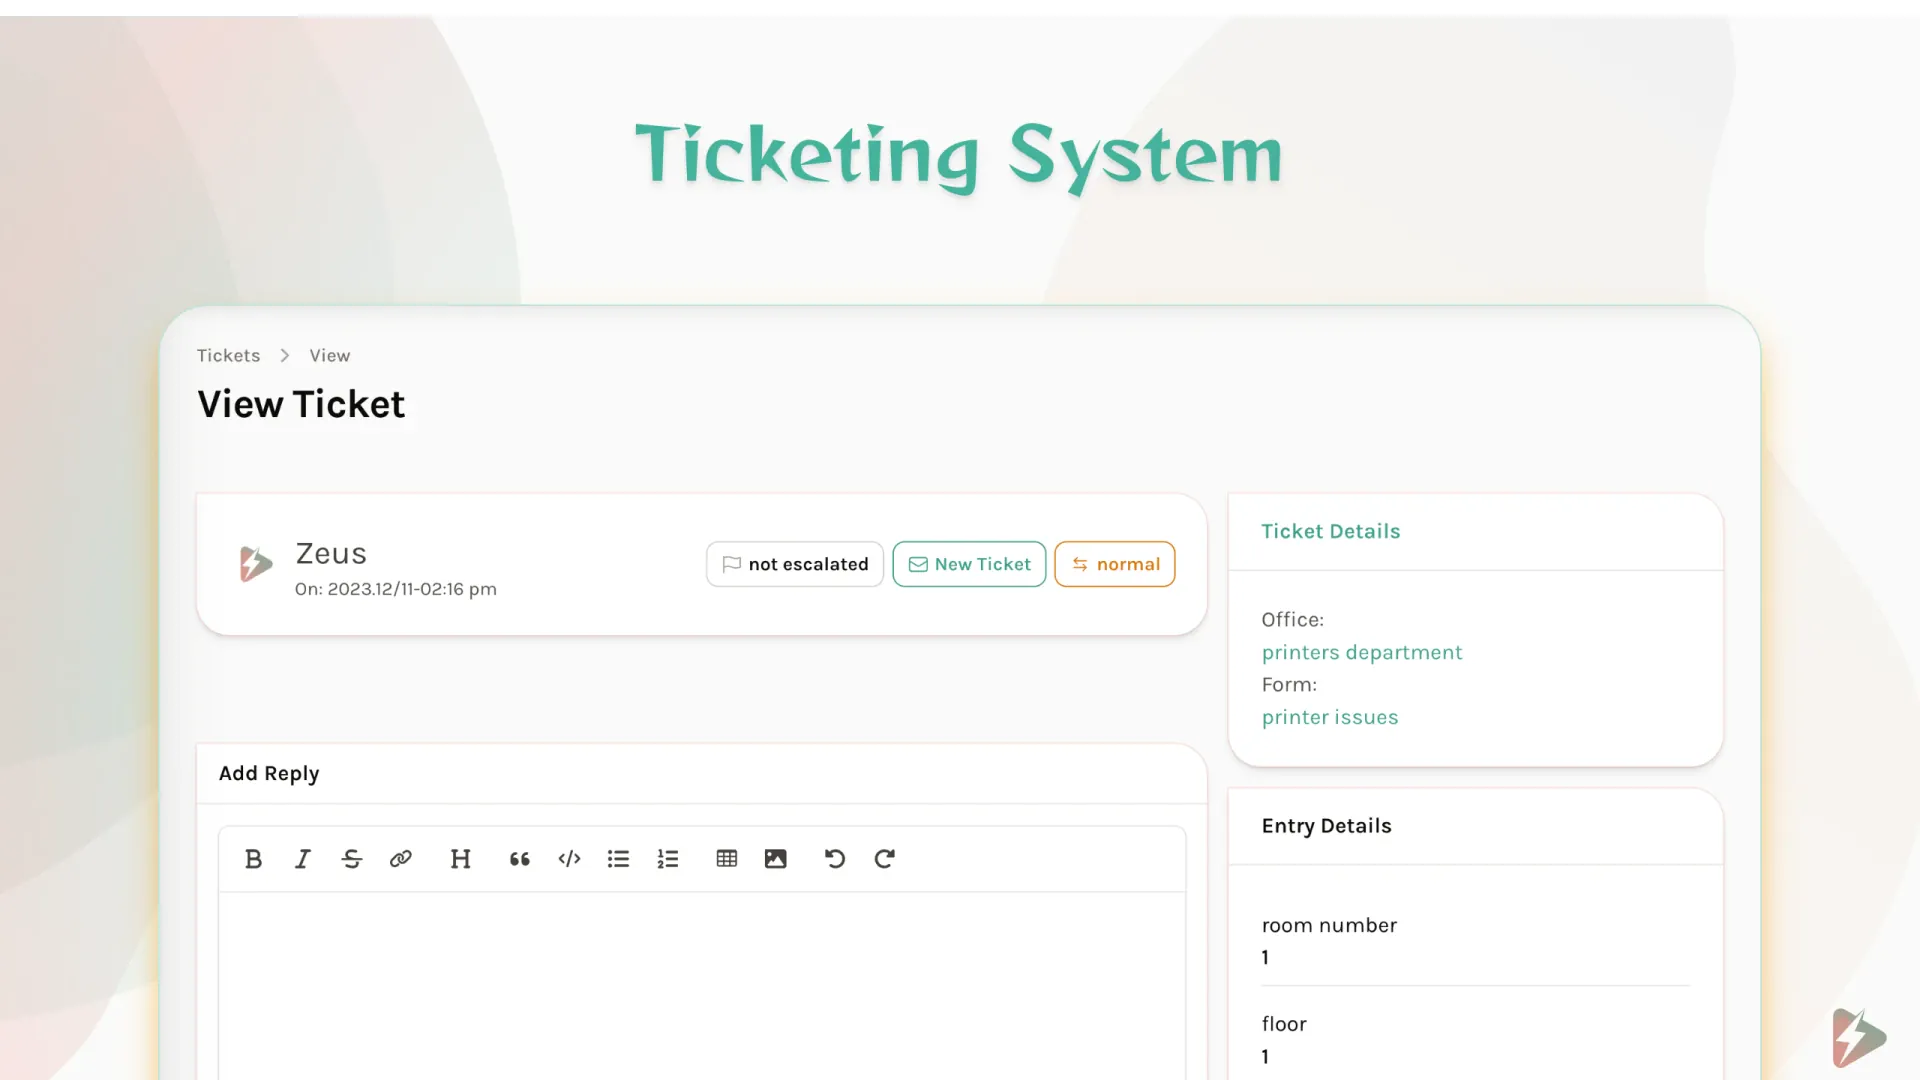 Ticketing System
Tickets > View
View Ticket
Zeus
On: 2023.12/11-02:16 pm
not escalated
New Ticket
normal
Add Reply
Ticket Details
Office:
printers department
Form:
printer issues
Entry Details
room number
1
floor
1